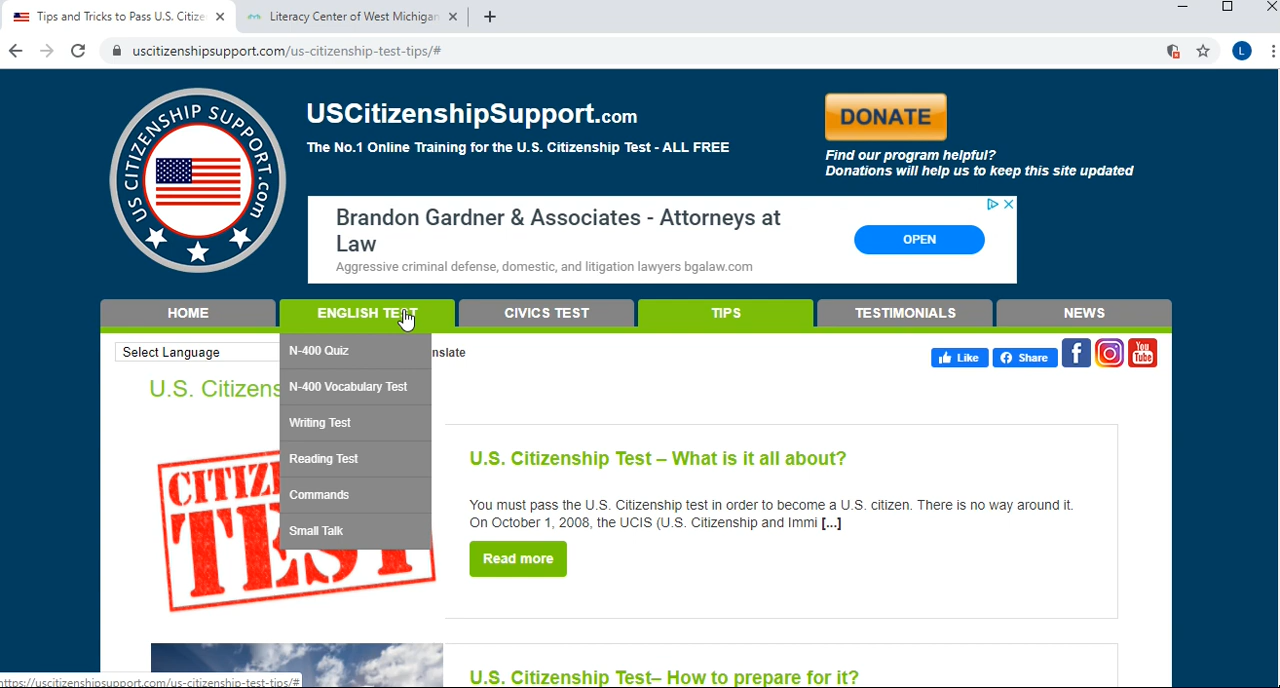 Tips and Tricks to Pass U.S. Citize
Literacy Center of West Michigan
uscitizenshipsupport.com/us-citizenship-test-tips/#
L
US CITIZENSHIP SUPPORT.com
USCitizenshipSupport.com
The No.1 Online Training for the U.S. Citizenship Test - ALL FREE
DONATE
Find our program helpful?
Donations will help us to keep this site updated
Brandon Gardner & Associates - Attorneys at
Law
Aggressive criminal defense, domestic, and litigation lawyers bgalaw.com
OPEN
HOME
ENGLISH TEST
CIVICS TEST
TIPS
TESTIMONIALS
NEWS
Select Language
nslate
Like
Share
You
Tube
N-400 Quiz
N-400 Vocabulary Test
Writing Test
Reading Test
Commands
Small Talk
U.S. Citizens
CITIZ
TEST
U.S. Citizenship Test – What is it all about?
You must pass the U.S. Citizenship test in order to become a U.S. citizen. There is no way around it.
On October 1, 2008, the UCIS (U.S. Citizenship and Immi [...]
Read more
U.S. Citizenship Test– How to prepare for it?
https://uscitizenshipsupport.com/us-citizenship-test-tips/#